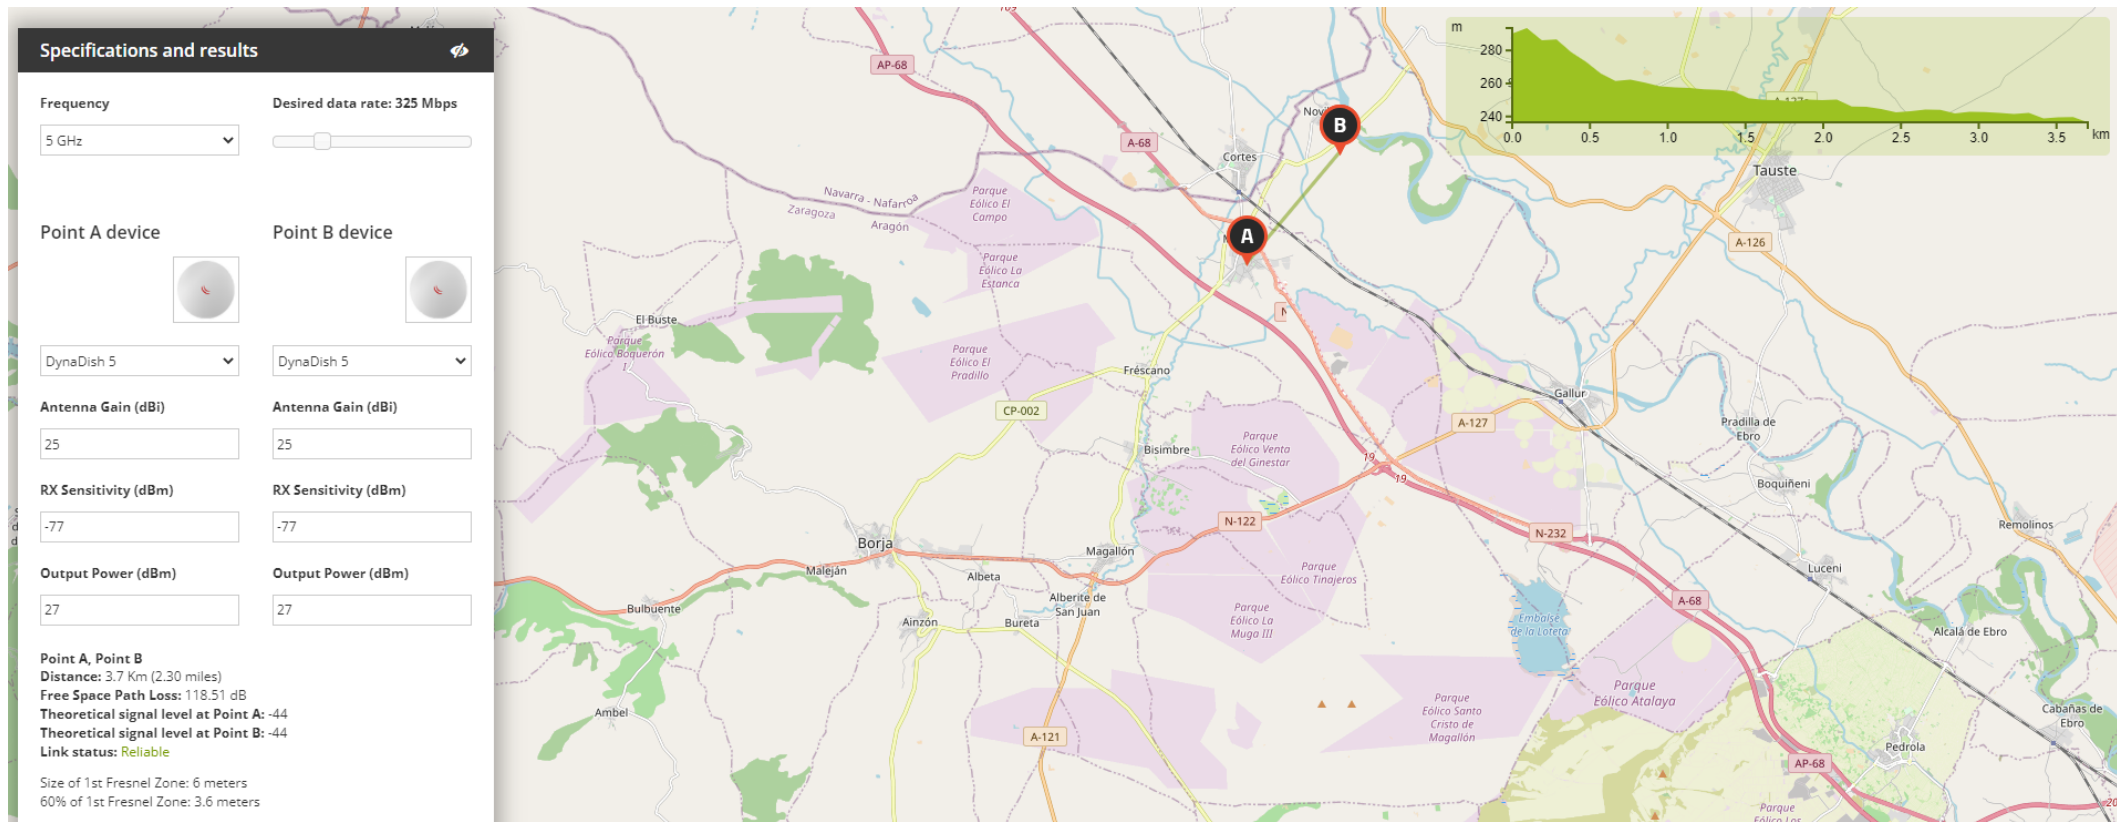 Specifications and results
Frequency
Desired data rate: 325 Mbps
5 GHz
Point A device
Point B device
DynaDish 5
DynaDish 5
Antenna Gain (dBi)
Antenna Gain (dBi)
25
25
RX Sensitivity (dBm)
RX Sensitivity (dBm)
-77
-77
Output Power (dBm)
Output Power (dBm)
27
27
Point A, Point B
Distance: 3.7 Km (2.30 miles)
Free Space Path Loss: 118.51 dB
Theoretical signal level at Point A: -44
Theoretical signal level at Point B: -44
Link status: Reliable
Size of 1st Fresnel Zone: 6 meters
60% of 1st Fresnel Zone: 3.6 meters
AP-68
A-68
Cortes
B
A
Navarra - Nafarroa
Zaragoza
Aragón
Parque
Eólico El
Campo
Parque
Eólico La
Estanca
El Buste
Parque
Eólico Boquerón
I
Parque
Eólico El
Pradillo
Fréscano
CP-002
Bisimbre
Parque
Eólico Venta
del Ginestar
19
19
A-127
Gallur
Tauste
A-126
Pradilla de
Ebro
Boquiñeni
Remolinos
N-122
N-232
Borja
Maleján
Magallón
Albeta
Alberite de
San Juan
Bulbuente
Ainzón
Bureta
Parque
Eólico Tinajeros
Parque
Eólico La
Muga III
Embalse
de la Loteta
A-68
Luceni
Alcalá de Ebro
Ambel
A-121
Parque
Eólico Santo
Cristo de
Magallón
Parque
Eólico Atalaya
Cabañas de
Ebro
Pedrola
AP-68
Parque
Eólico Los
m
280
260
240
0.0
0.5
1.0
1.5
2.0
2.5
3.0
3.5
km